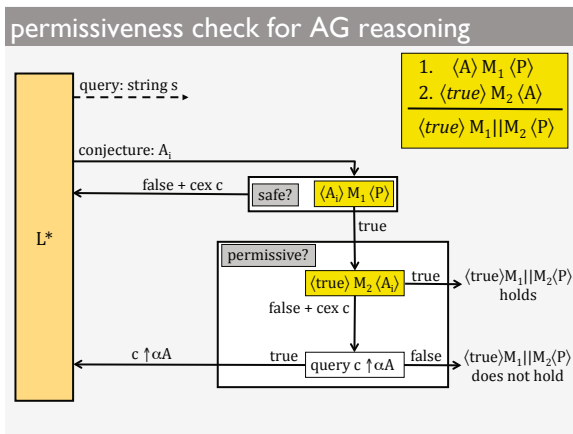 permissiveness check for AG reasoning
1. ⟨A⟩ M₁ ⟨P⟩
2. ⟨true⟩ M₂ ⟨A⟩
⟨true⟩ M₁||M₂ ⟨P⟩
query: string s
conjecture: Aᵢ
false + cex c
safe?
⟨Aᵢ⟩ M₁ ⟨P⟩
true
L*
permissive?
⟨true⟩ M₂ ⟨Aᵢ⟩
true
⟨true⟩M₁||M₂⟨P⟩
holds
false + cex c
c ↑αA
true
query c ↑αA
false
⟨true⟩M₁||M₂⟨P⟩
does not hold